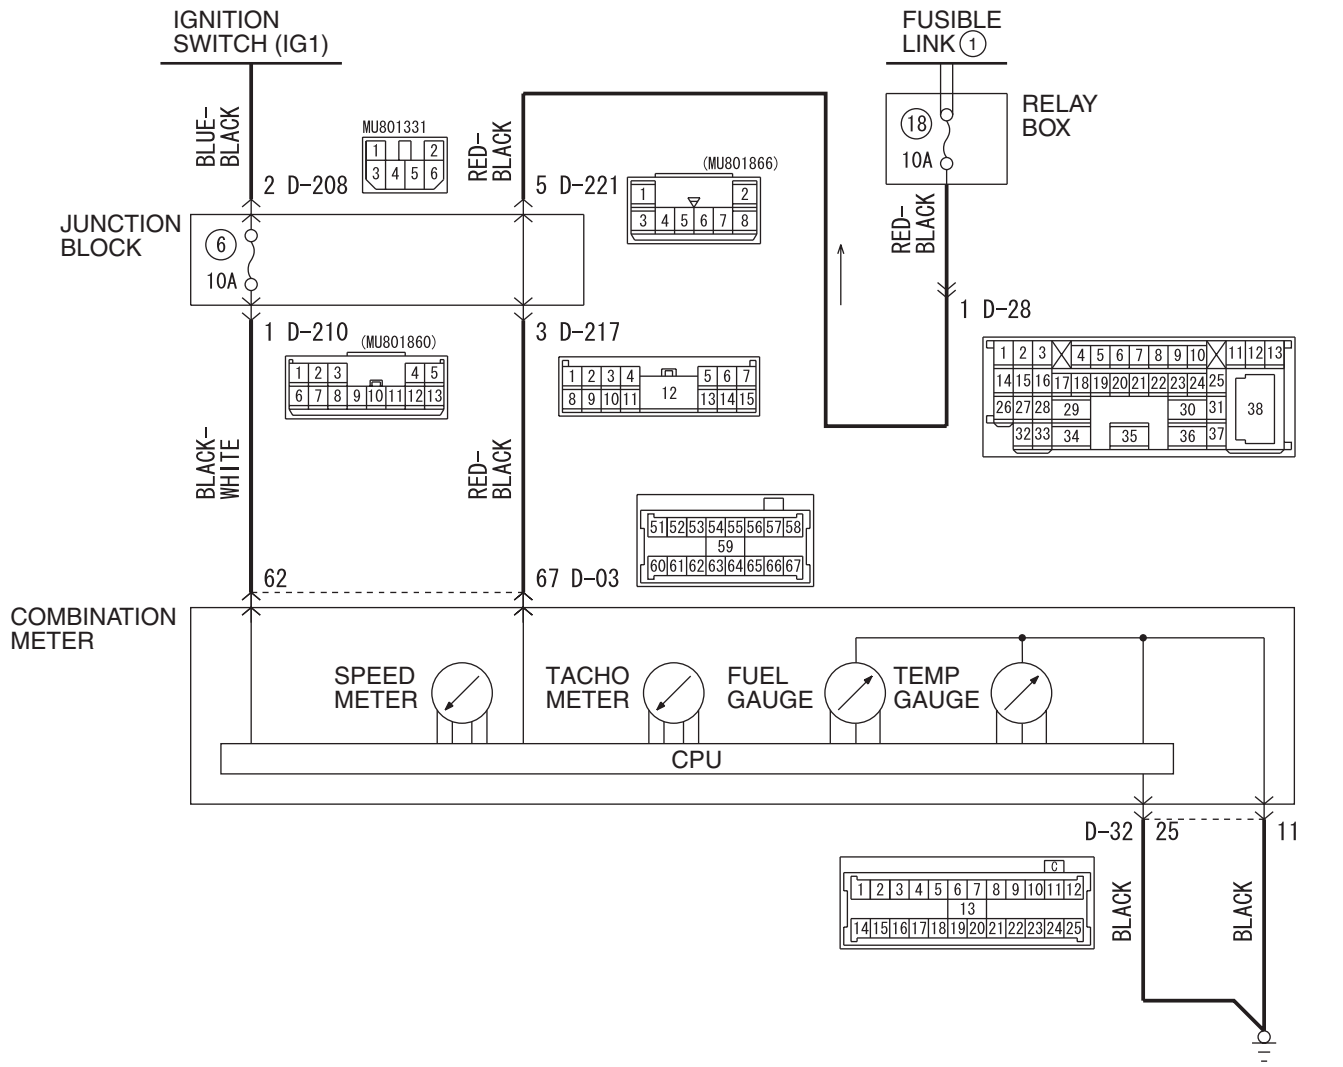 IGNITION
SWITCH (IG1)
FUSIBLE
LINK 1
BLUE-
BLACK
MU801331
1 2
3 4 5 6
RED-
BLACK
(MU801866)
1 2
3 4 5 6 7 8
18
10A
RELAY
BOX
2 D-208
5 D-221
RED-
BLACK
JUNCTION
BLOCK
6
10A
1 D-210
(MU801860)
1 2 3 4 5
6 7 8 9 10 11 12 13
3 D-217
1 2 3 4 5 6 7
8 9 10 11 12 13 14 15
1 D-28
1 2 3 4 5 6 7 8 9 10 11 12 13
14 15 16 17 18 19 20 21 22 23 24 25
26 27 28 29 30 31 38
32 33 34 35 36 37
BLACK-
WHITE
RED-
BLACK
51 52 53 54 55 56 57 58
59
60 61 62 63 64 65 66 67
62
67 D-03
COMBINATION
METER
SPEED
METER
TACHO
METER
FUEL
GAUGE
TEMP
GAUGE
CPU
D-32 25
11
C
1 2 3 4 5 6 7 8 9 10 11 12
13
14 15 16 17 18 19 20 21 22 23 24 25
BLACK
BLACK